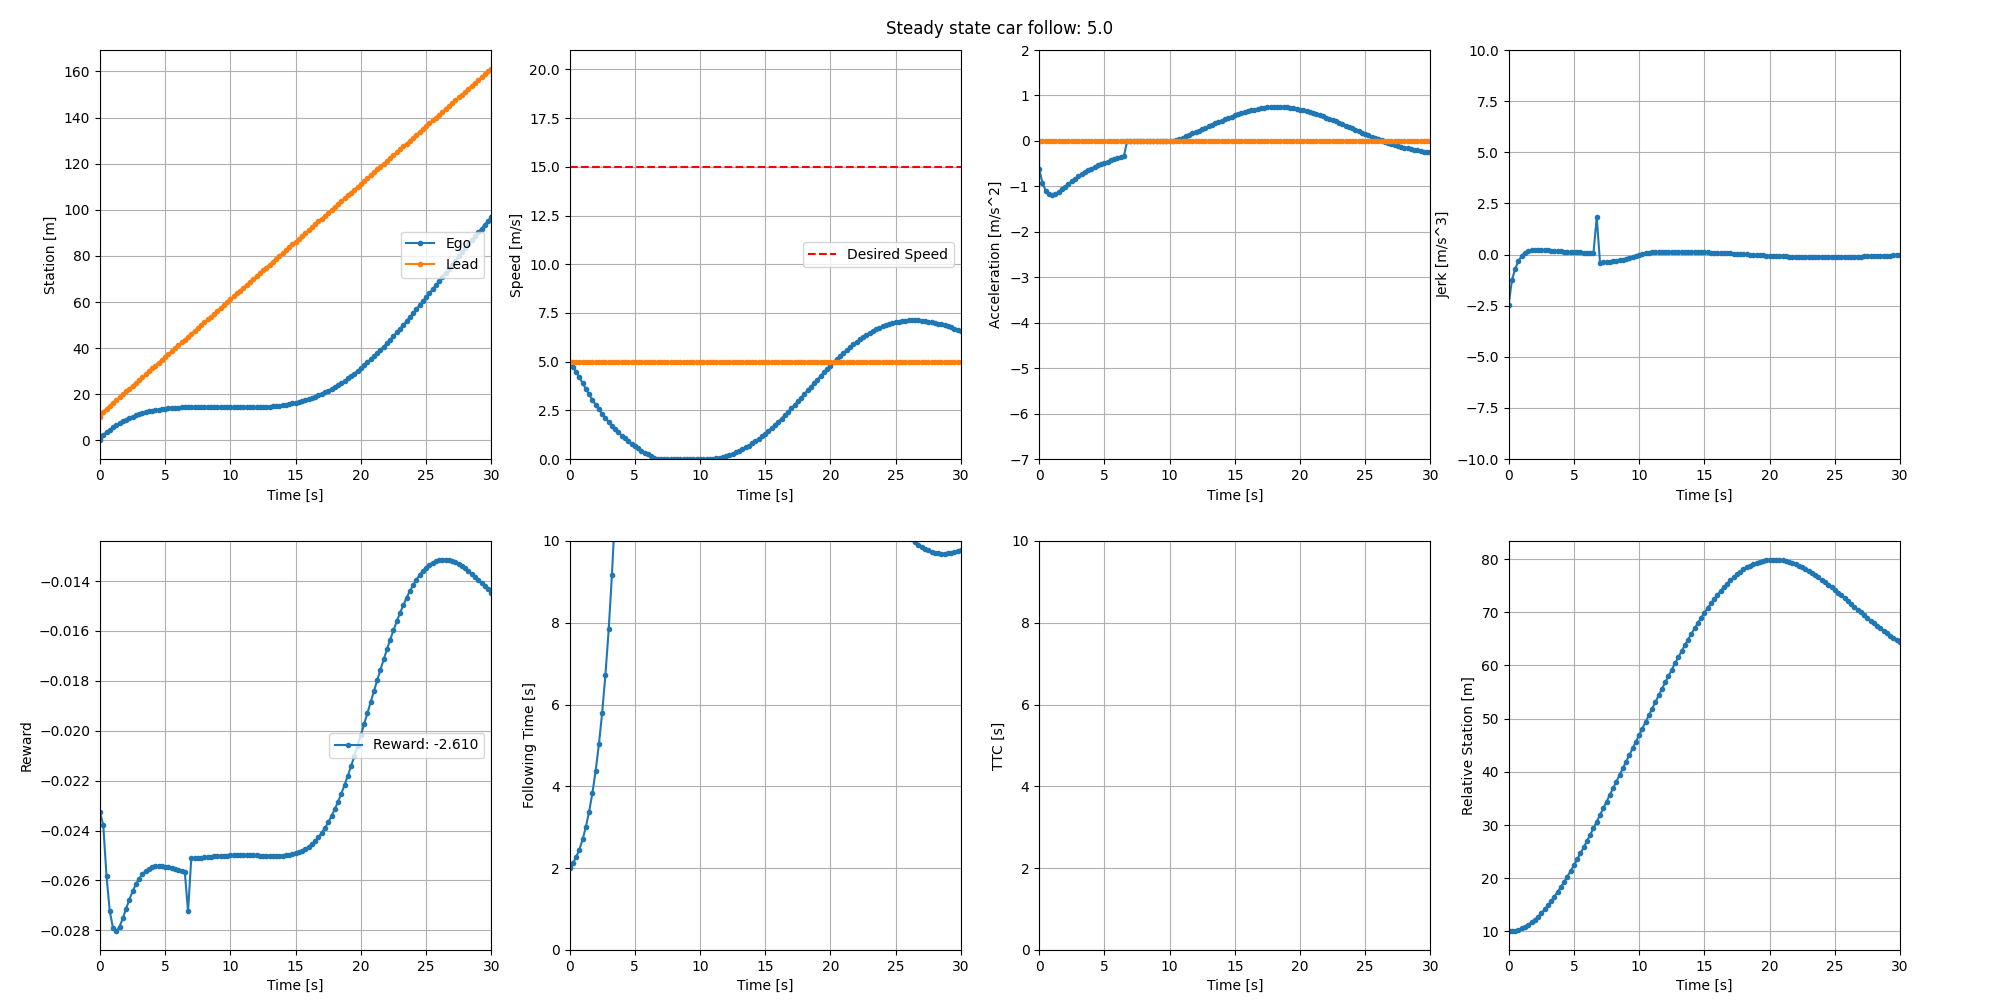 Steady state car follow: 5.0
Station [m]
160
140
120
100
80
60
40
20
0
Ego
Lead
0 5 10 15 20 25 30
Time [s]
Speed [m/s]
20.0
17.5
15.0
12.5
10.0
7.5
5.0
2.5
0.0
Desired Speed
0 5 10 15 20 25 30
Time [s]
Acceleration [m/s^2]
2
1
0
−1
−2
−3
−4
−5
−6
−7
0 5 10 15 20 25 30
Time [s]
Jerk [m/s^3]
10.0
7.5
5.0
2.5
0.0
−2.5
−5.0
−7.5
−10.0
0 5 10 15 20 25 30
Time [s]
Reward
−0.014
−0.016
−0.018
−0.020
−0.022
−0.024
−0.026
−0.028
Reward: -2.610
0 5 10 15 20 25 30
Time [s]
Following Time [s]
10
8
6
4
2
0
0 5 10 15 20 25 30
Time [s]
TTC [s]
10
8
6
4
2
0
0 5 10 15 20 25 30
Time [s]
Relative Station [m]
80
70
60
50
40
30
20
10
0 5 10 15 20 25 30
Time [s]